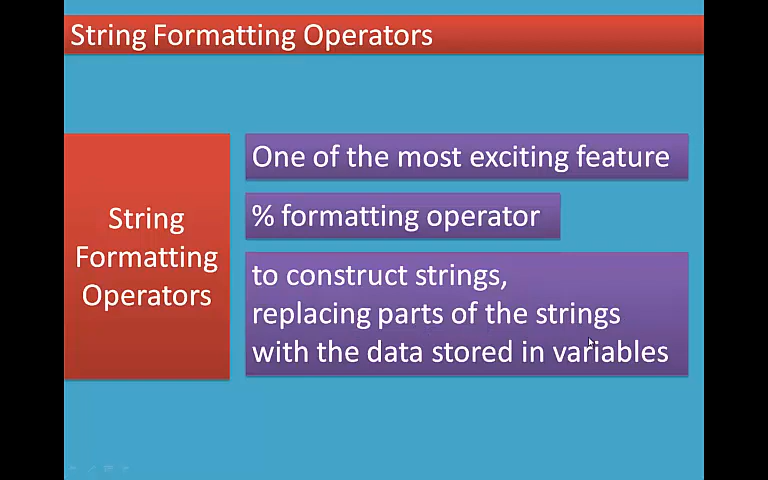 String Formatting Operators
String
Formatting
Operators
One of the most exciting feature
% formatting operator
to construct strings,
replacing parts of the strings
with the data stored in variables